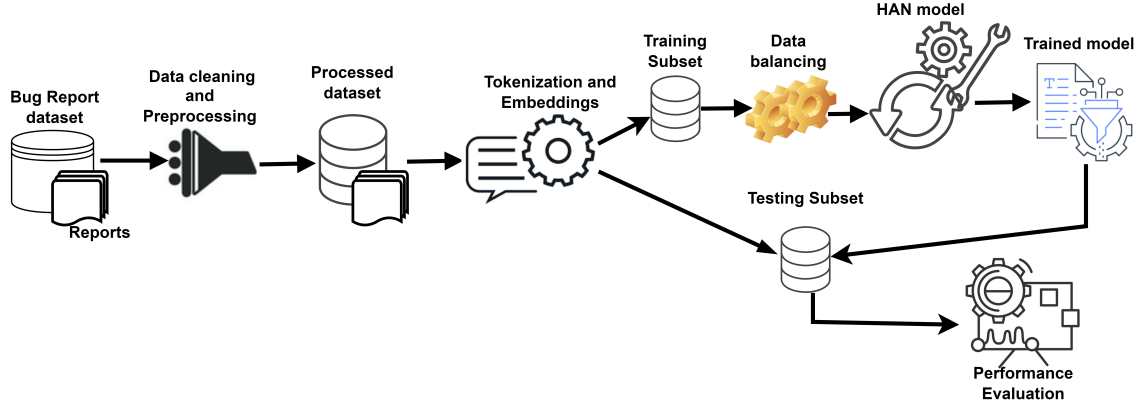 Bug Report
dataset
Reports
Data cleaning
and
Preprocessing
Processed
dataset
Tokenization and
Embeddings
Training
Subset
Data
balancing
HAN model
Trained model
T
Testing Subset
Performance
Evaluation